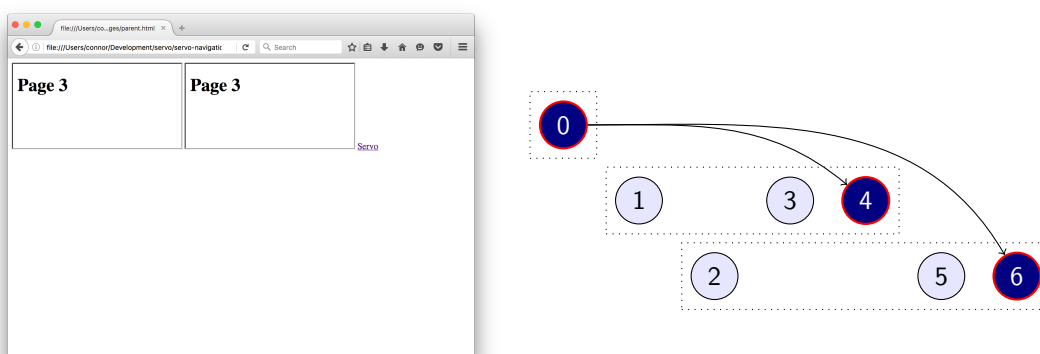 file:///Users/co...ges/parent.html
file:///Users/connor/Development/servo/servo-navigatic
Search
Page 3
Page 3
Servo
0
1
3
4
2
5
6